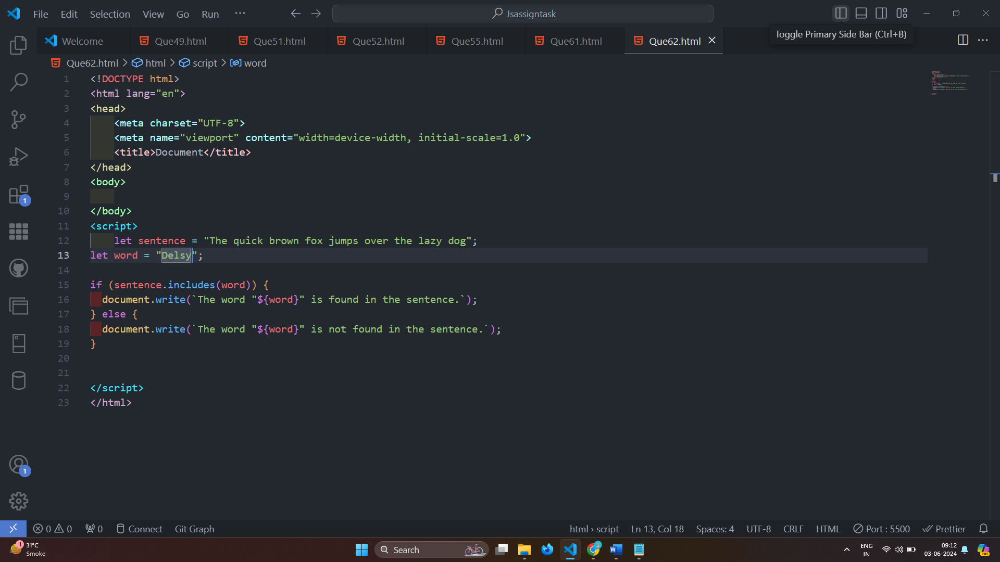 File Edit Selection View Go Run ··· Jsassigntask
Toggle Primary Side Bar (Ctrl+B)
Welcome Que49.html Que51.html Que52.html Que55.html Que61.html Que62.html
Que62.html > html > script > word
1 <!DOCTYPE html>
2 <html lang="en">
3 <head>
4 <meta charset="UTF-8">
5 <meta name="viewport" content="width=device-width, initial-scale=1.0">
6 <title>Document</title>
7 </head>
8 <body>
9
10 </body>
11 <script>
12 let sentence = "The quick brown fox jumps over the lazy dog";
13 let word = "Delsy";
14
15 if (sentence.includes(word)) {
16 document.write(`The word "${word}" is found in the sentence.`);
17 } else {
18 document.write(`The word "${word}" is not found in the sentence.`);
19 }
20
21
22 </script>
23 </html>
1
1
0 0 0 Connect Git Graph html › script Ln 13, Col 18 Spaces: 4 UTF-8 CRLF HTML Port : 5500 Prettier
1 31°C
Smoke
Search
ENG
IN
09:12
03-06-2024
PRE